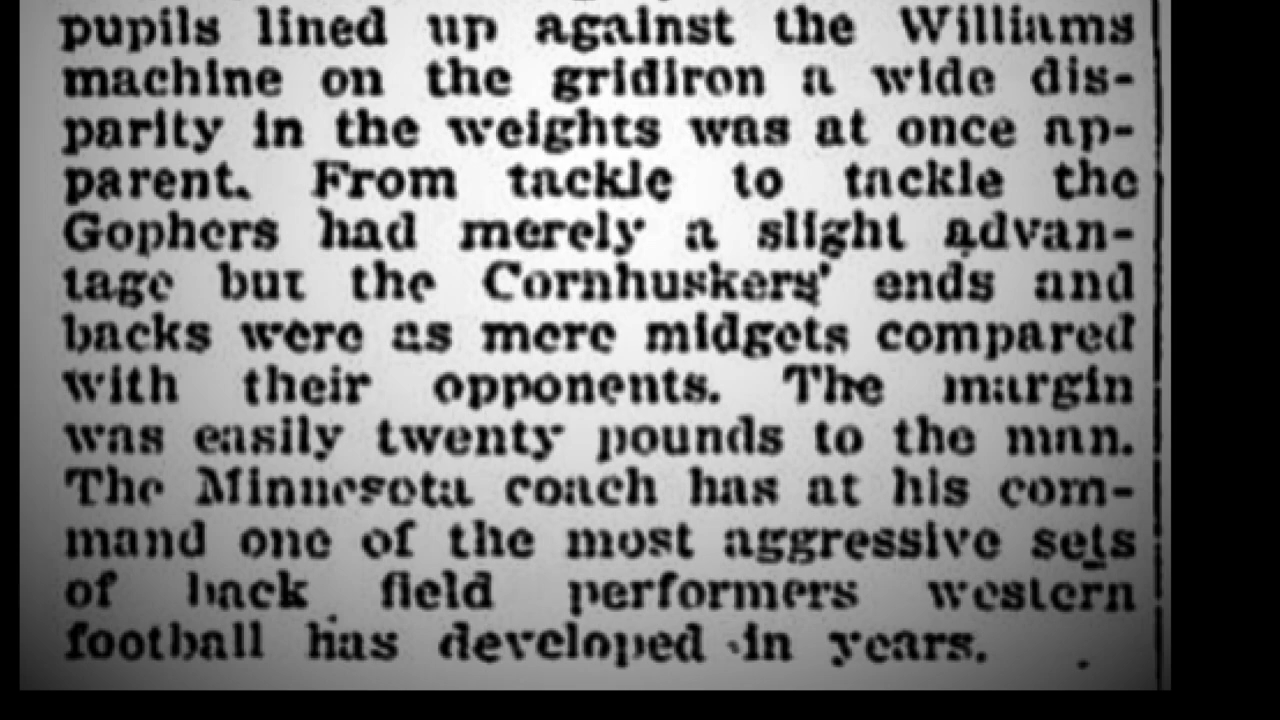 pupils lined up against the Williams
machine on the gridiron a wide dis-
parity in the weights was at once ap-
parent. From tackle to tackle the
Gophers had merely a slight advan-
tage but the Cornhuskers' ends and
backs were as mere midgets compared
with their opponents. The margin
was easily twenty pounds to the man.
The Minnesota coach has at his com-
mand one of the most aggressive sets
of back field performers western
football has developed in years.